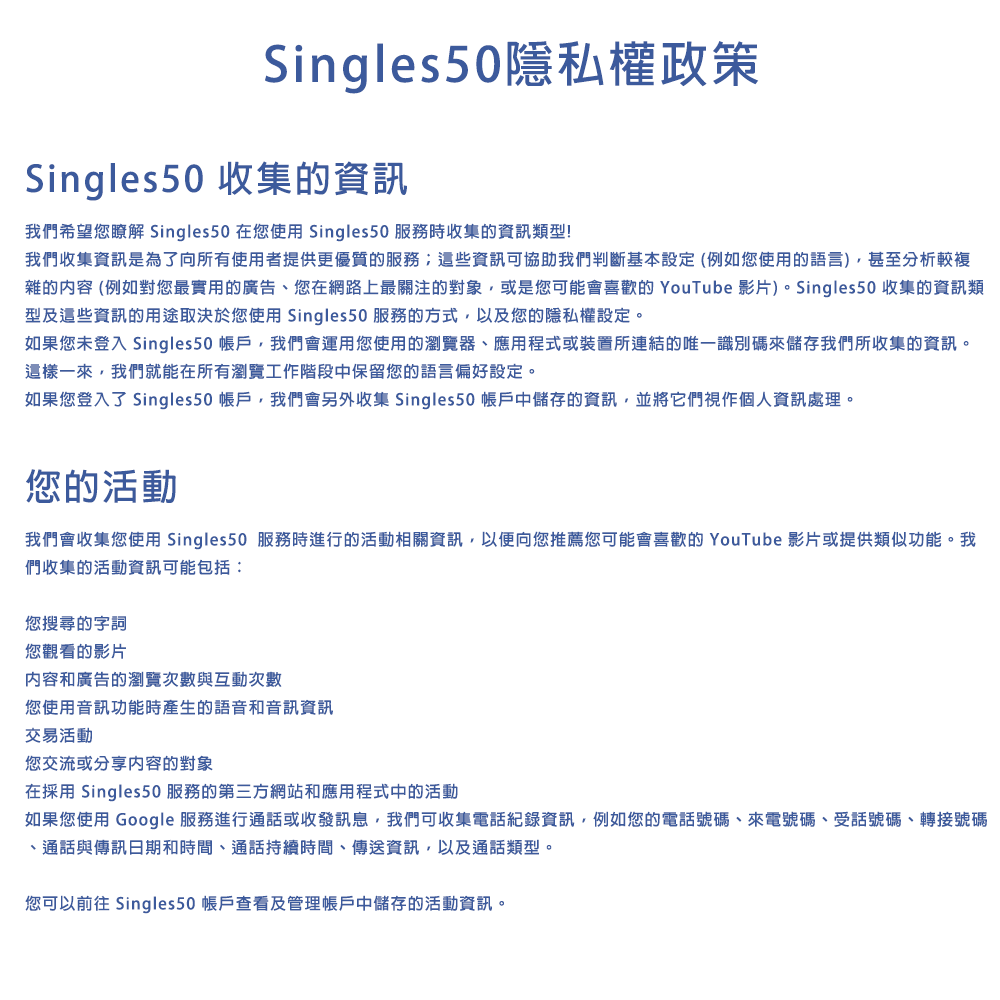 Singles50隱私權政策
Singles50 收集的資訊
我們希望您瞭解 Singles50 在您使用 Singles50 服務時收集的資訊類型!
我們收集資訊是為了向所有使用者提供更優質的服務；這些資訊可協助我們判斷基本設定 (例如您使用的語言)，甚至分析較複
雜的內容 (例如對您最實用的廣告、您在網路上最關注的對象，或是您可能會喜歡的 YouTube 影片)。Singles50 收集的資訊類
型及這些資訊的用途取決於您使用 Singles50 服務的方式，以及您的隱私權設定。
如果您未登入 Singles50 帳戶，我們會運用您使用的瀏覽器、應用程式或裝置所連結的唯一識別碼來儲存我們所收集的資訊。
這樣一來，我們就能在所有瀏覽工作階段中保留您的語言偏好設定。
如果您登入了 Singles50 帳戶，我們會另外收集 Singles50 帳戶中儲存的資訊，並將它們視作個人資訊處理。
您的活動
我們會收集您使用 Singles50 服務時進行的活動相關資訊，以便向您推薦您可能會喜歡的 YouTube 影片或提供類似功能。我
們收集的活動資訊可能包括：
您搜尋的字詞
您觀看的影片
內容和廣告的瀏覽次數與互動次數
您使用音訊功能時產生的語音和音訊資訊
交易活動
您交流或分享內容的對象
在採用 Singles50 服務的第三方網站和應用程式中的活動
如果您使用 Google 服務進行通話或收發訊息，我們可收集電話紀錄資訊，例如您的電話號碼、來電號碼、受話號碼、轉接號碼
、通話與傳訊日期和時間、通話持續時間、傳送資訊，以及通話類型。
您可以前往 Singles50 帳戶查看及管理帳戶中儲存的活動資訊。